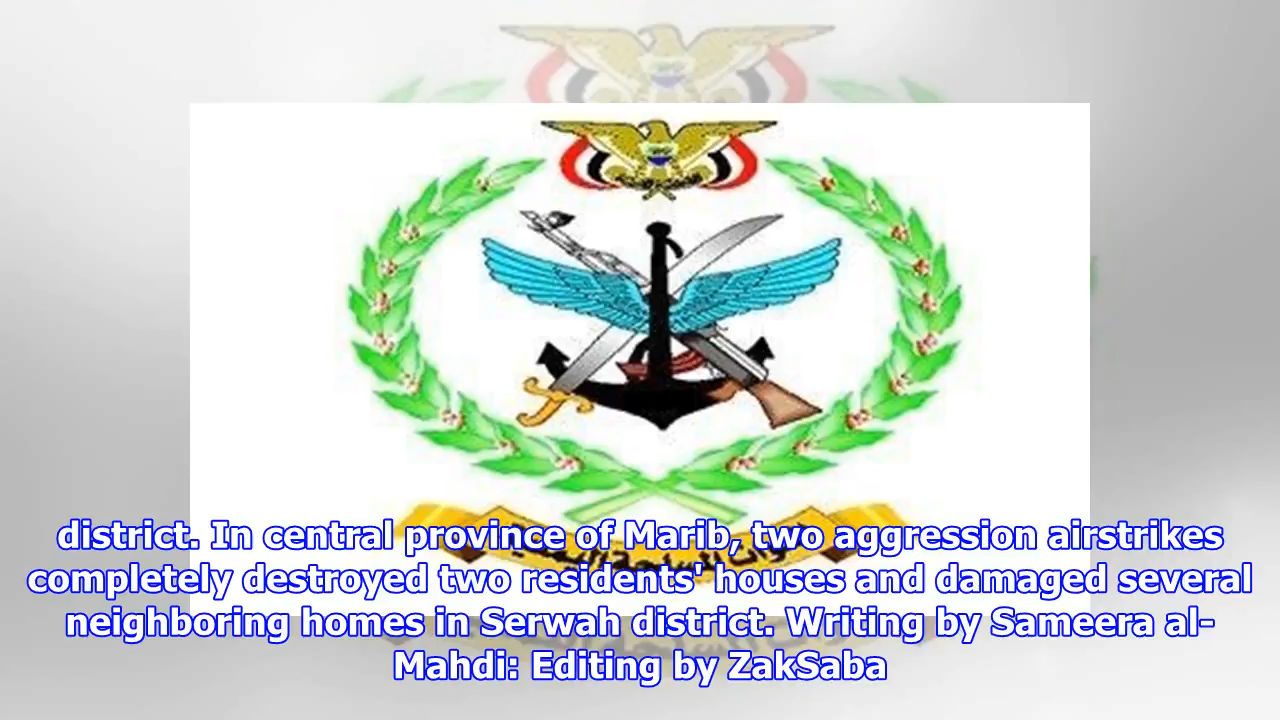 district. In central province of Marib, two aggression airstrikes
completely destroyed two residents' houses and damaged several
neighboring homes in Serwah district. Writing by Sameera al-
Mahdi: Editing by ZakSaba